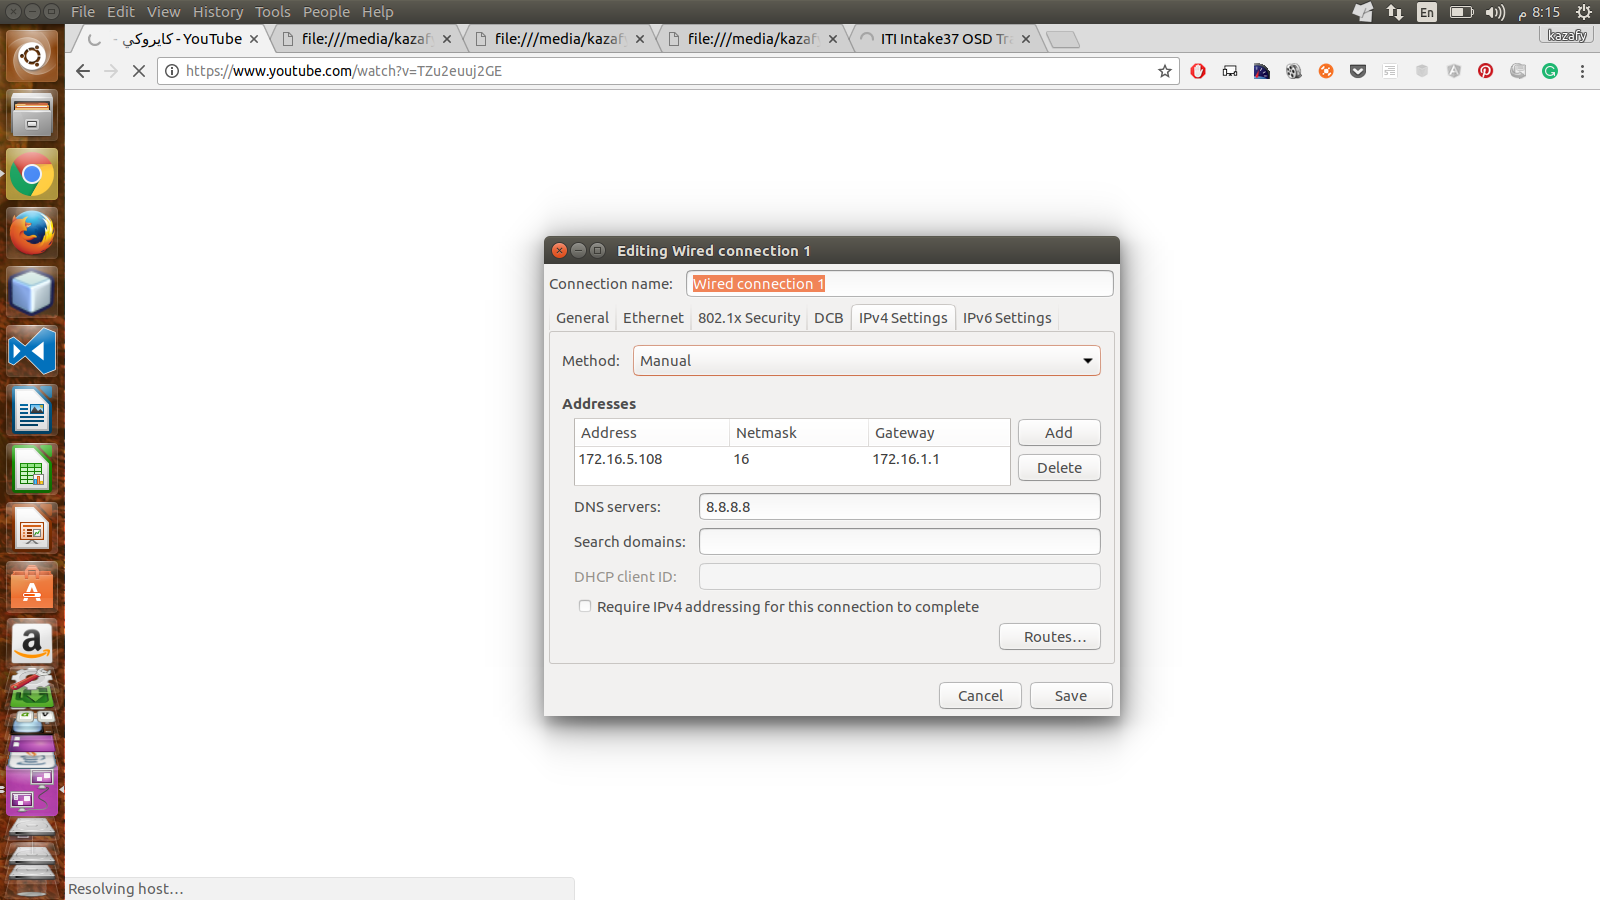 File Edit View History Tools People Help
En
8:15 م
كايروكي - YouTube -
file:///media/kazafy
file:///media/kazafy
file:///media/kazafy
ITI Intake37 OSD Tra
kazafy
https://www.youtube.com/watch?v=TZu2euuj2GE
Editing Wired connection 1
Connection name: Wired connection 1
General Ethernet 802.1x Security DCB IPv4 Settings IPv6 Settings
Method: Manual
Addresses
Address Netmask Gateway
Add
172.16.5.108 16 172.16.1.1
Delete
DNS servers: 8.8.8.8
Search domains:
DHCP client ID:
Require IPv4 addressing for this connection to complete
Routes...
Cancel Save
Resolving host...